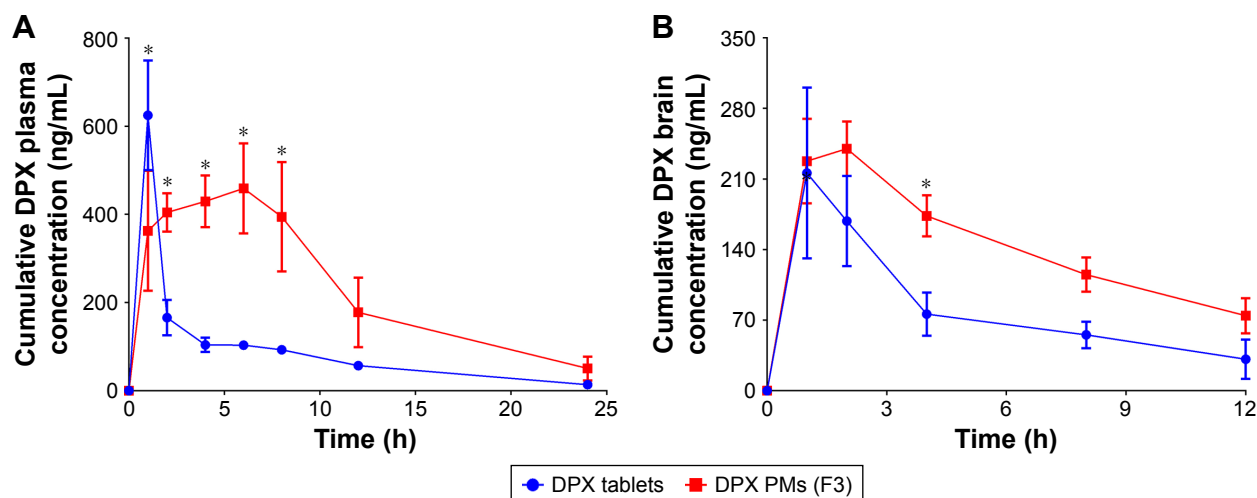 A
Cumulative DPX plasma
concentration (ng/mL)
800
600
400
200
0
* * * * * *
0 5 10 15 20 25
Time (h)
B
Cumulative DPX brain
concentration (ng/mL)
350
280
210
140
70
0
*
0 3 6 9 12
Time (h)
DPX tablets DPX PMs (F3)